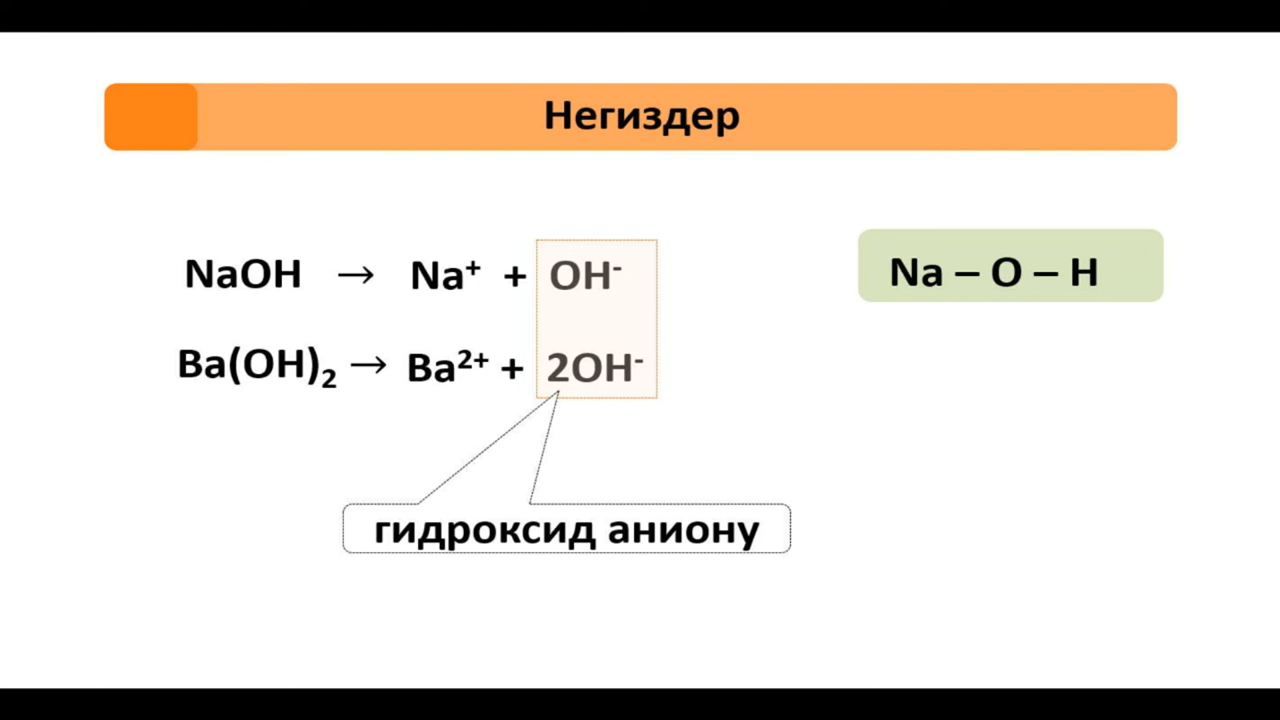 Негиздер
NaOH → Na⁺ + OH⁻
Na – O – H
Ba(OH)₂ → Ba²⁺ + 2OH⁻
гидроксид аниону